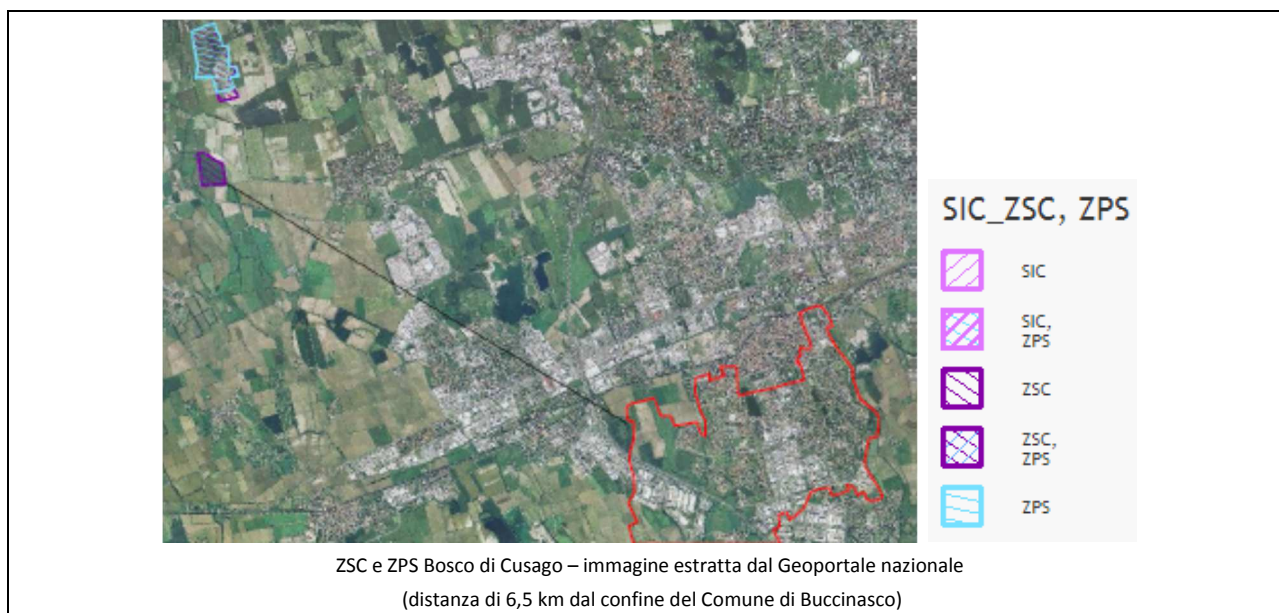 SIC_ZSC, ZPS
SIC
SIC,
ZPS
ZSC
ZSC,
ZPS
ZPS
ZSC e ZPS Bosco di Cusago – immagine estratta dal Geoportale nazionale
(distanza di 6,5 km dal confine del Comune di Buccinasco)